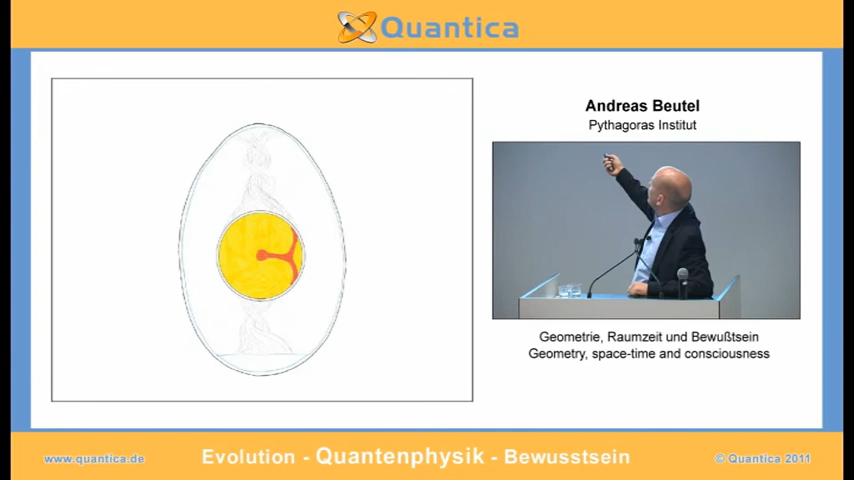 Quantica
Andreas Beutel
Pythagoras Institut
Geometrie, Raumzeit und Bewußtsein
Geometry, space-time and consciousness
www.quantica.de
Evolution - Quantenphysik - Bewusstsein
© Quantica 2011